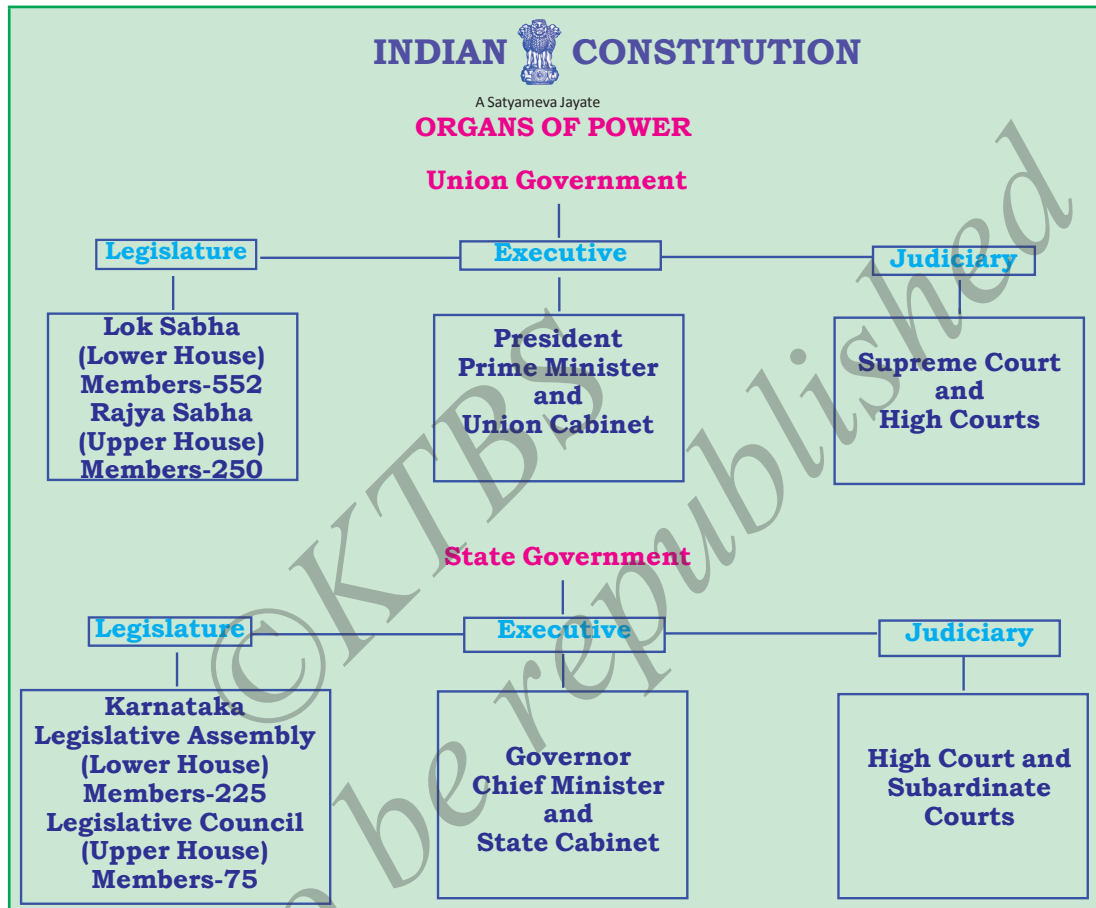 INDIAN CONSTITUTION
A Satyameva Jayate
ORGANS OF POWER
Union Government
Legislature Executive Judiciary
Lok Sabha
(Lower House)
Members-552
Rajya Sabha
(Upper House)
Members-250
President
Prime Minister
and
Union Cabinet
Supreme Court
and
High Courts
State Government
Legislature Executive Judiciary
Karnataka
Legislative Assembly
(Lower House)
Members-225
Legislative Council
(Upper House)
Members-75
Governor
Chief Minister
and
State Cabinet
High Court and
Subardinate
Courts
©KTBS
be republished